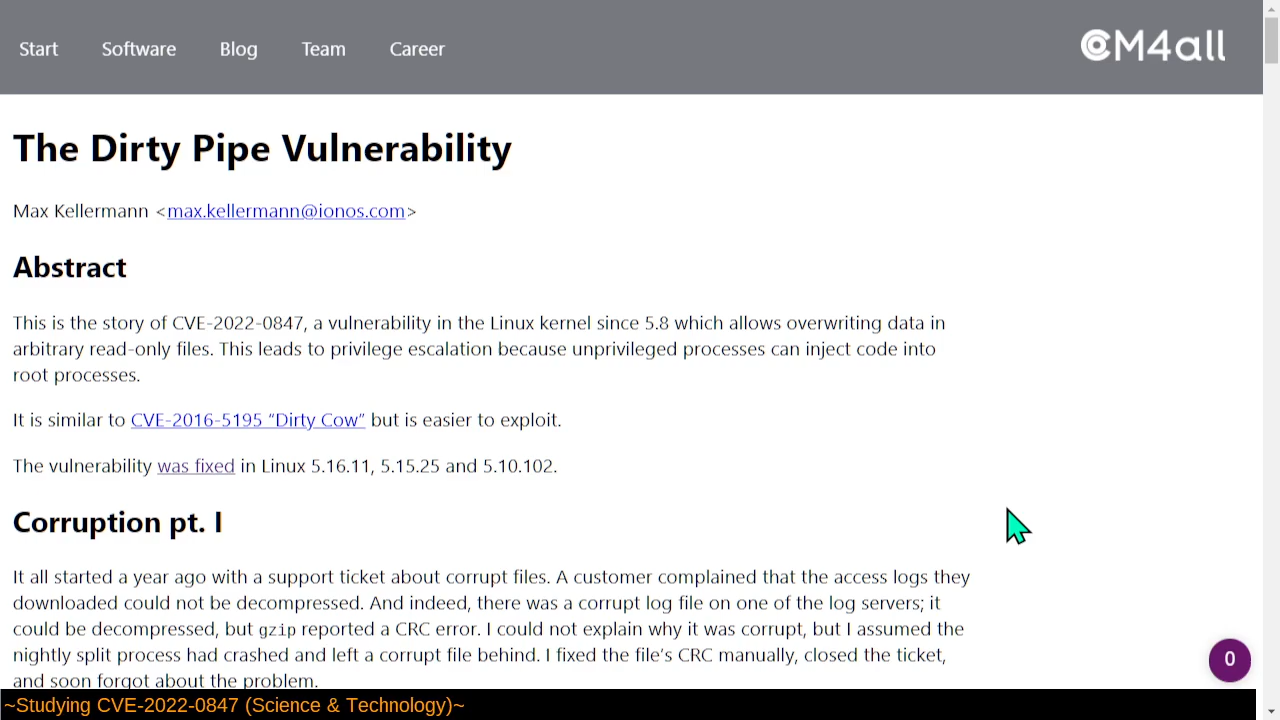 Start Software Blog Team Career CM4all
The Dirty Pipe Vulnerability
Max Kellermann <max.kellermann@ionos.com>
Abstract
This is the story of CVE-2022-0847, a vulnerability in the Linux kernel since 5.8 which allows overwriting data in
arbitrary read-only files. This leads to privilege escalation because unprivileged processes can inject code into
root processes.
It is similar to CVE-2016-5195 “Dirty Cow” but is easier to exploit.
The vulnerability was fixed in Linux 5.16.11, 5.15.25 and 5.10.102.
Corruption pt. I
It all started a year ago with a support ticket about corrupt files. A customer complained that the access logs they
downloaded could not be decompressed. And indeed, there was a corrupt log file on one of the log servers; it
could be decompressed, but gzip reported a CRC error. I could not explain why it was corrupt, but I assumed the
nightly split process had crashed and left a corrupt file behind. I fixed the file’s CRC manually, closed the ticket,
and soon forgot about the problem.
0
~Studying CVE-2022-0847 (Science & Technology)~